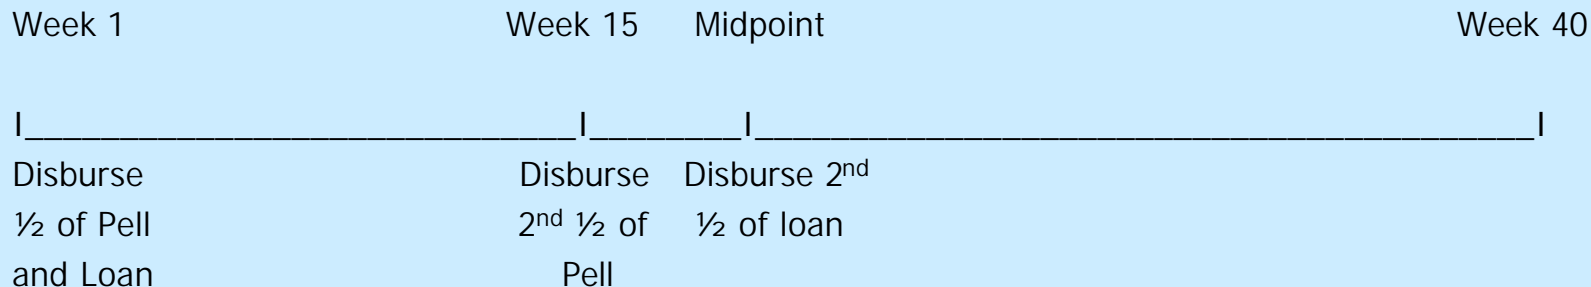 Week 1 Week 15 Midpoint Week 40
I______________________________I________I__________________________________________I
Disburse Disburse Disburse 2nd
½ of Pell 2nd ½ of ½ of loan
and Loan Pell